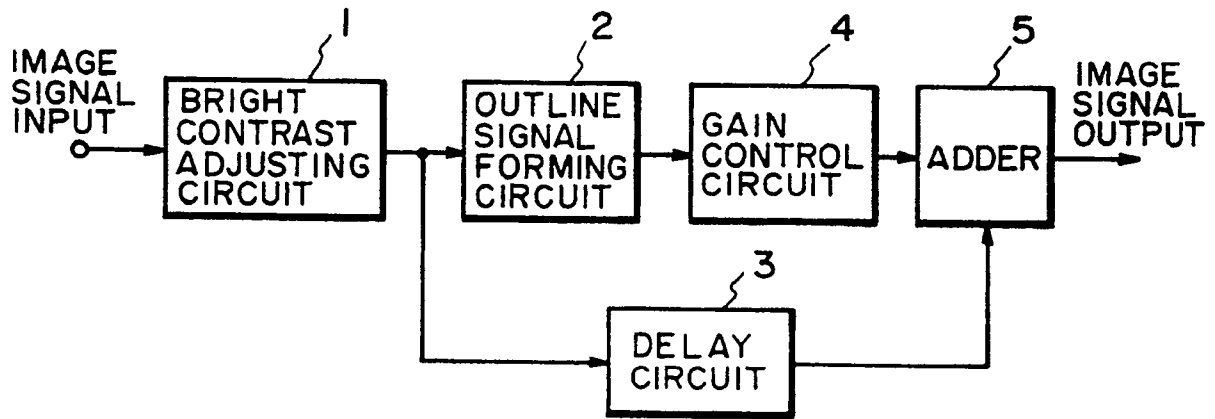 1
2
4
5
IMAGE
SIGNAL
INPUT
BRIGHT
CONTRAST
ADJUSTING
CIRCUIT
OUTLINE
SIGNAL
FORMING
CIRCUIT
GAIN
CONTROL
CIRCUIT
ADDER
IMAGE
SIGNAL
OUTPUT
3
DELAY
CIRCUIT